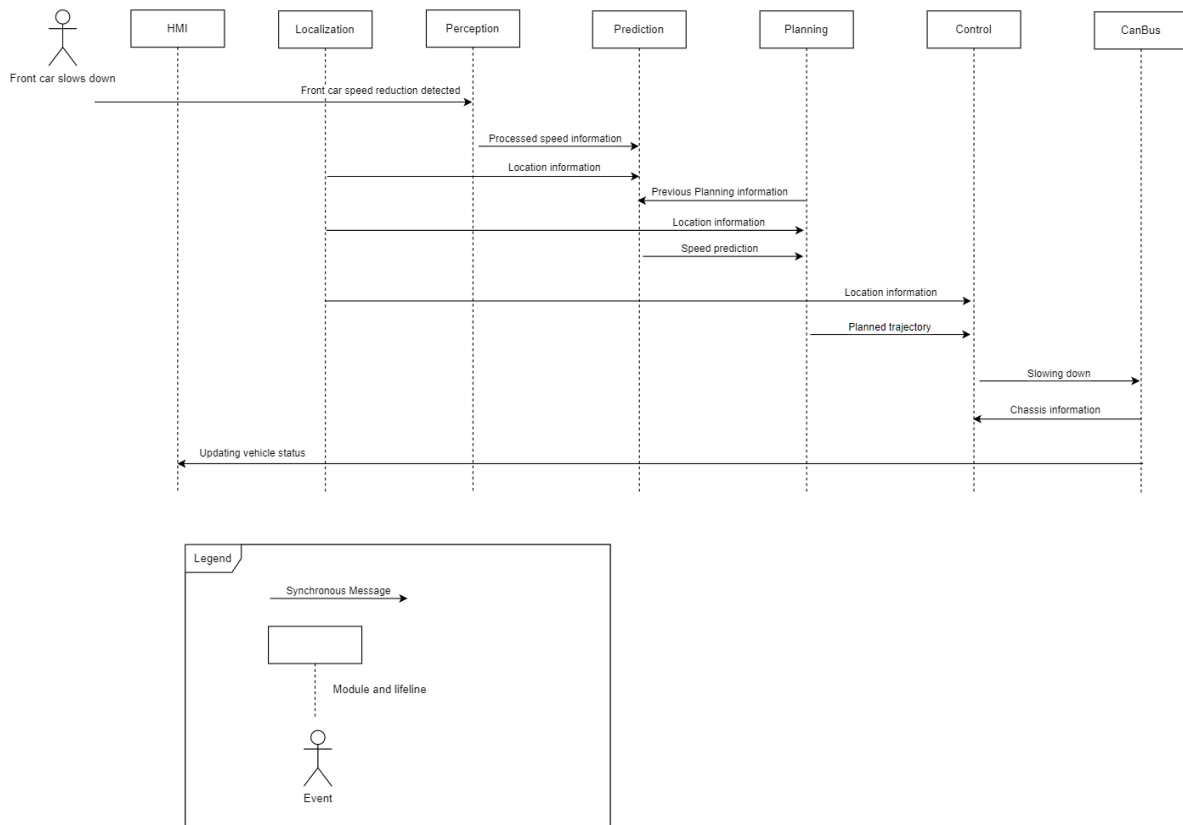 HMI
Localization
Perception
Prediction
Planning
Control
CanBus
Front car slows down
Front car speed reduction detected
Processed speed information
Location information
Previous Planning information
Location information
Speed prediction
Location information
Planned trajectory
Slowing down
Chassis information
Updating vehicle status
Legend
Synchronous Message
Module and lifeline
Event